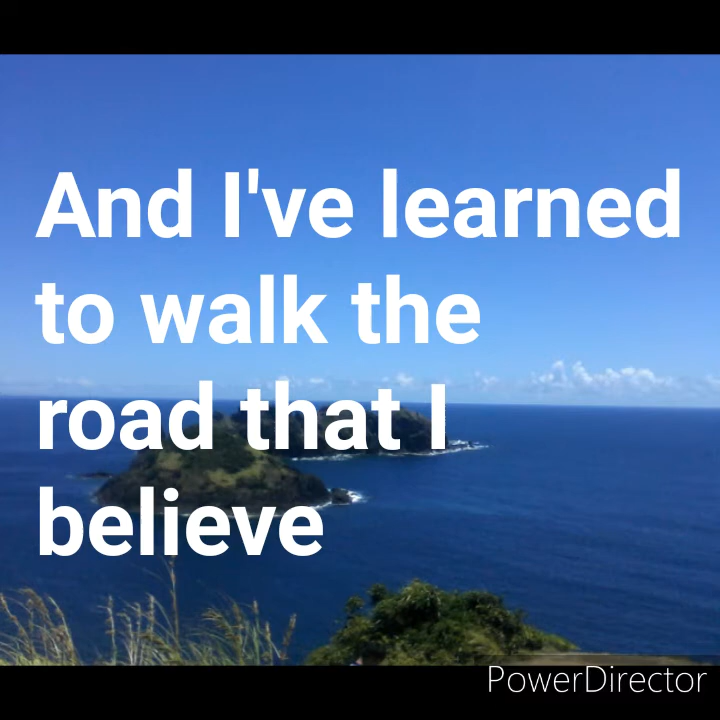 And I've learned
to walk the
road that I
believe
PowerDirector